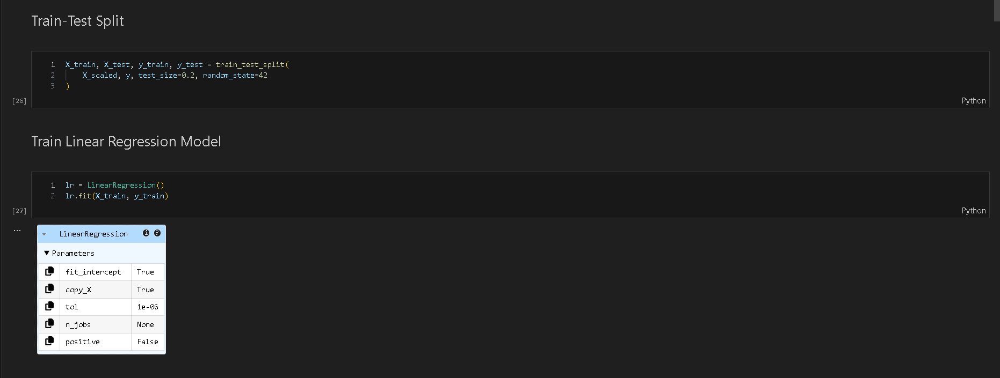 Train-Test Split
1 X_train, X_test, y_train, y_test = train_test_split(
2 X_scaled, y, test_size=0.2, random_state=42
3 )
[26]
Python
Train Linear Regression Model
1 lr = LinearRegression()
2 lr.fit(X_train, y_train)
[27]
Python
...
LinearRegression i ?
Parameters
fit_intercept True
copy_X True
tol 1e-06
n_jobs None
positive False